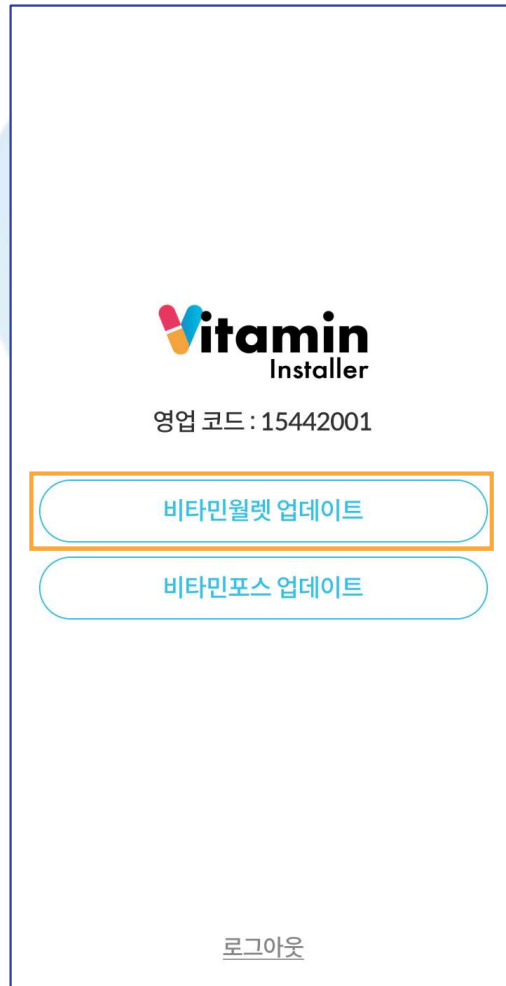 Vitamin
Installer
영업 코드 : 15442001
비타민월렛 업데이트
비타민포스 업데이트
로그아웃